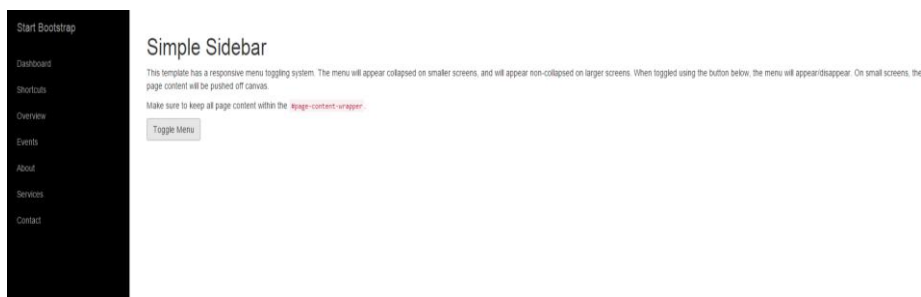 Start Bootstrap
Dashboard
Shortcuts
Overview
Events
About
Services
Contact
Simple Sidebar
This template has a responsive menu toggling system. The menu will appear collapsed on smaller screens, and will appear non-collapsed on larger screens. When toggled using the button below, the menu will appear/disappear. On small screens, the
page content will be pushed off canvas.
Make sure to keep all page content within the #page-content-wrapper.
Toggle Menu